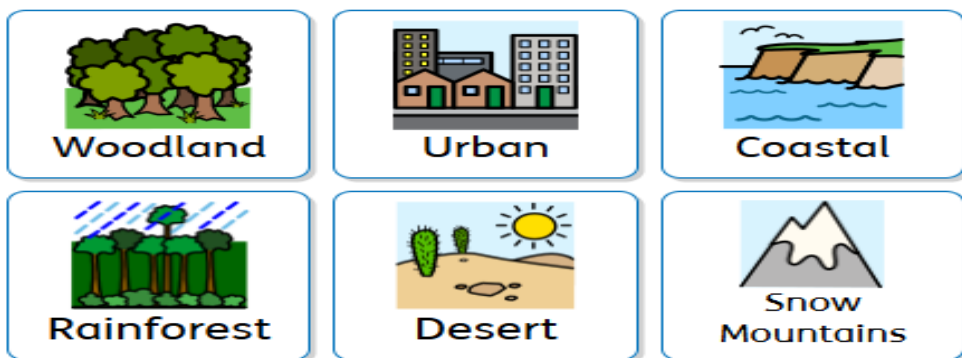 Woodland
Urban
Coastal
Rainforest
Desert
Snow
Mountains